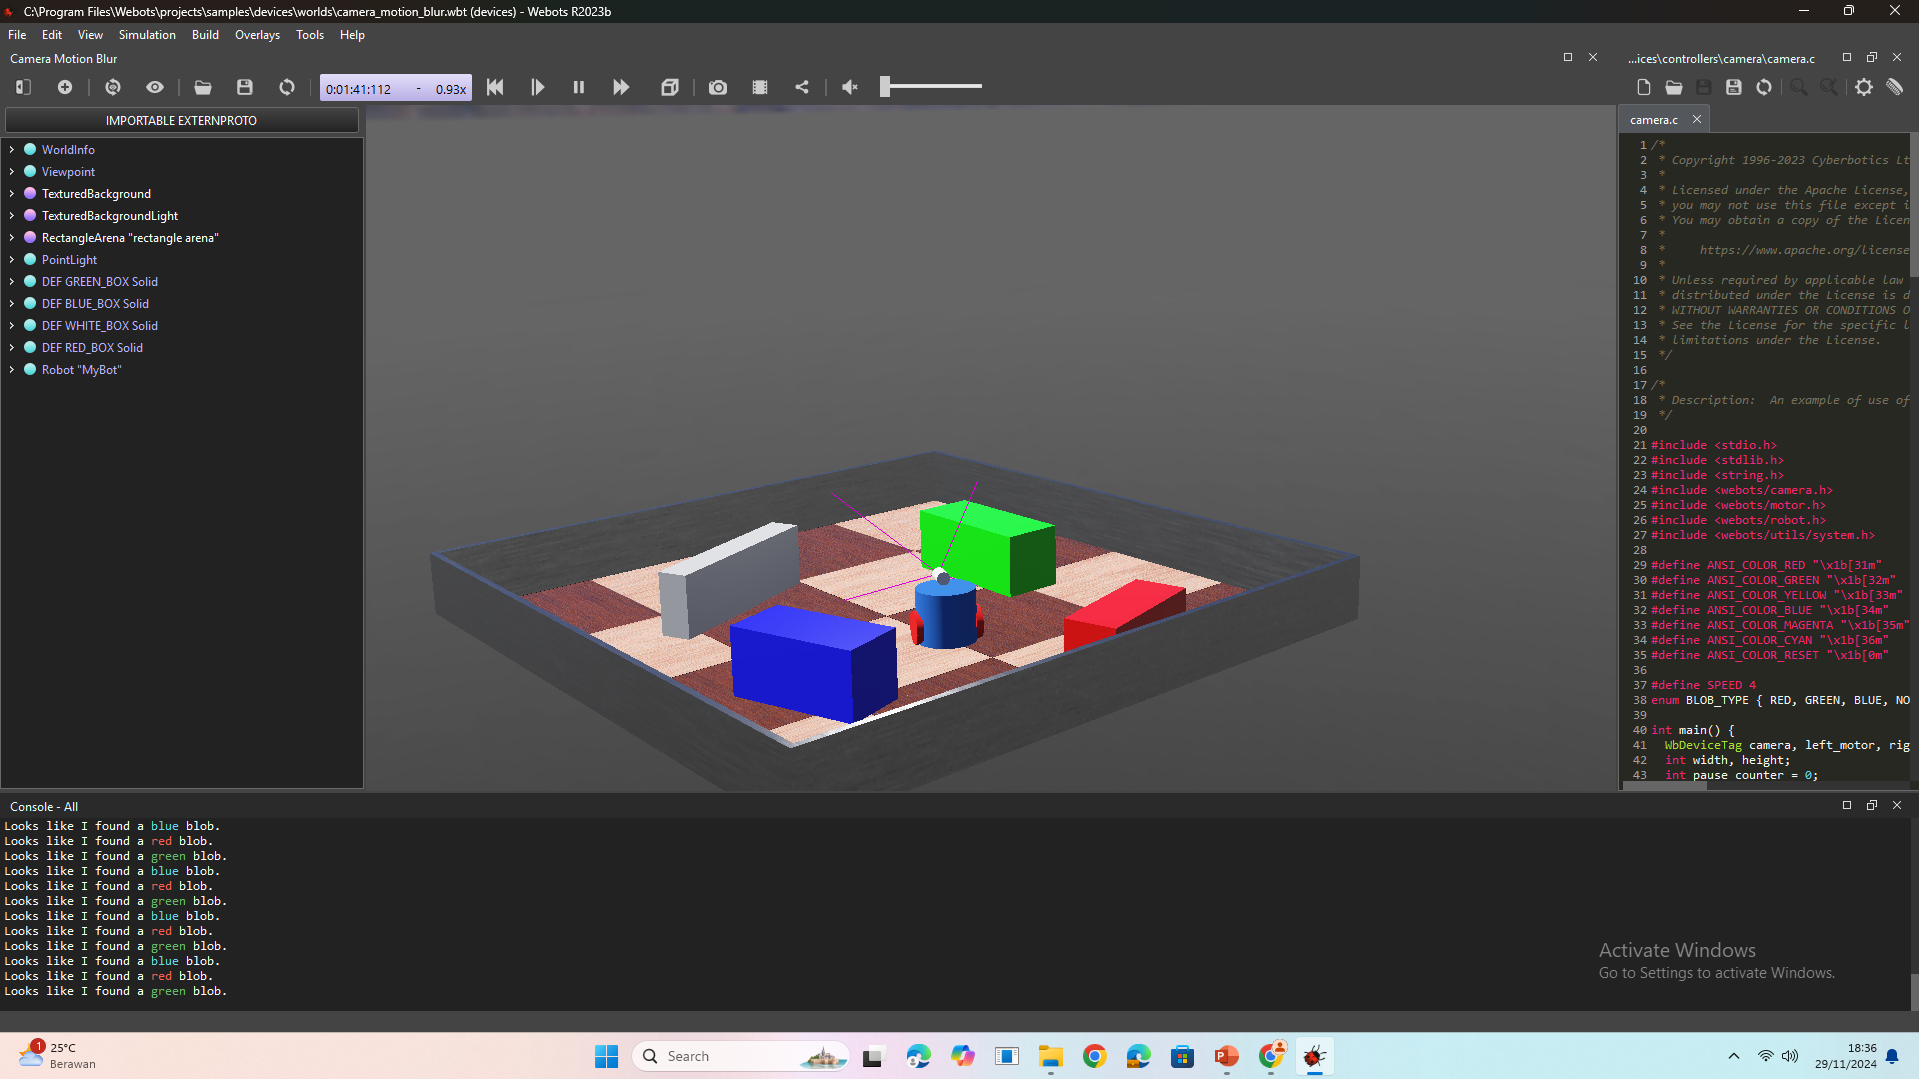 C:\Program Files\Webots\projects\samples\devices\worlds\camera_motion_blur.wbt (devices) - Webots R2023b
File Edit View Simulation Build Overlays Tools Help
Camera Motion Blur
...ices\controllers\camera\camera.c
0:01:41:112 - 0.93x
IMPORTABLE EXTERNPROTO
WorldInfo
Viewpoint
TexturedBackground
TexturedBackgroundLight
RectangleArena "rectangle arena"
PointLight
DEF GREEN_BOX Solid
DEF BLUE_BOX Solid
DEF WHITE_BOX Solid
DEF RED_BOX Solid
Robot "MyBot"
camera.c
1 /*
2 * Copyright 1996-2023 Cyberbotics Lt
3 *
4 * Licensed under the Apache License,
5 * you may not use this file except i
6 * You may obtain a copy of the Licen
7 *
8 * https://www.apache.org/license
9 *
10 * Unless required by applicable law
11 * distributed under the License is d
12 * WITHOUT WARRANTIES OR CONDITIONS O
13 * See the License for the specific l
14 * limitations under the License.
15 */
16
17 /*
18 * Description: An example of use of
19 */
20
21 #include <stdio.h>
22 #include <stdlib.h>
23 #include <string.h>
24 #include <webots/camera.h>
25 #include <webots/motor.h>
26 #include <webots/robot.h>
27 #include <webots/utils/system.h>
28
29 #define ANSI_COLOR_RED "\x1b[31m"
30 #define ANSI_COLOR_GREEN "\x1b[32m"
31 #define ANSI_COLOR_YELLOW "\x1b[33m"
32 #define ANSI_COLOR_BLUE "\x1b[34m"
33 #define ANSI_COLOR_MAGENTA "\x1b[35m"
34 #define ANSI_COLOR_CYAN "\x1b[36m"
35 #define ANSI_COLOR_RESET "\x1b[0m"
36
37 #define SPEED 4
38 enum BLOB_TYPE { RED, GREEN, BLUE, NO
39
40 int main() {
41 WbDeviceTag camera, left_motor, rig
42 int width, height;
43 int pause_counter = 0;
Console - All
Looks like I found a blue blob.
Looks like I found a red blob.
Looks like I found a green blob.
Looks like I found a blue blob.
Looks like I found a red blob.
Looks like I found a green blob.
Looks like I found a blue blob.
Looks like I found a red blob.
Looks like I found a green blob.
Looks like I found a blue blob.
Looks like I found a red blob.
Looks like I found a green blob.
Activate Windows
Go to Settings to activate Windows.
1
25°C
Berawan
Search
18:36
29/11/2024